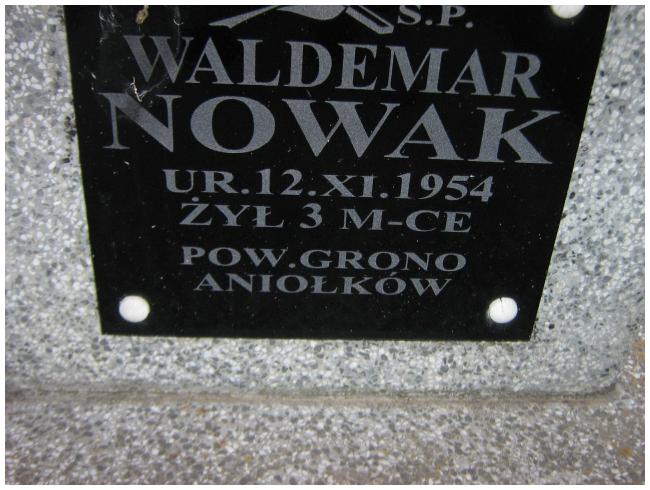 S.P.
WALDEMAR
NOWAK
UR.12.XI.1954
ŻYŁ 3 M-CE
POW.GRONO
ANIOŁKÓW